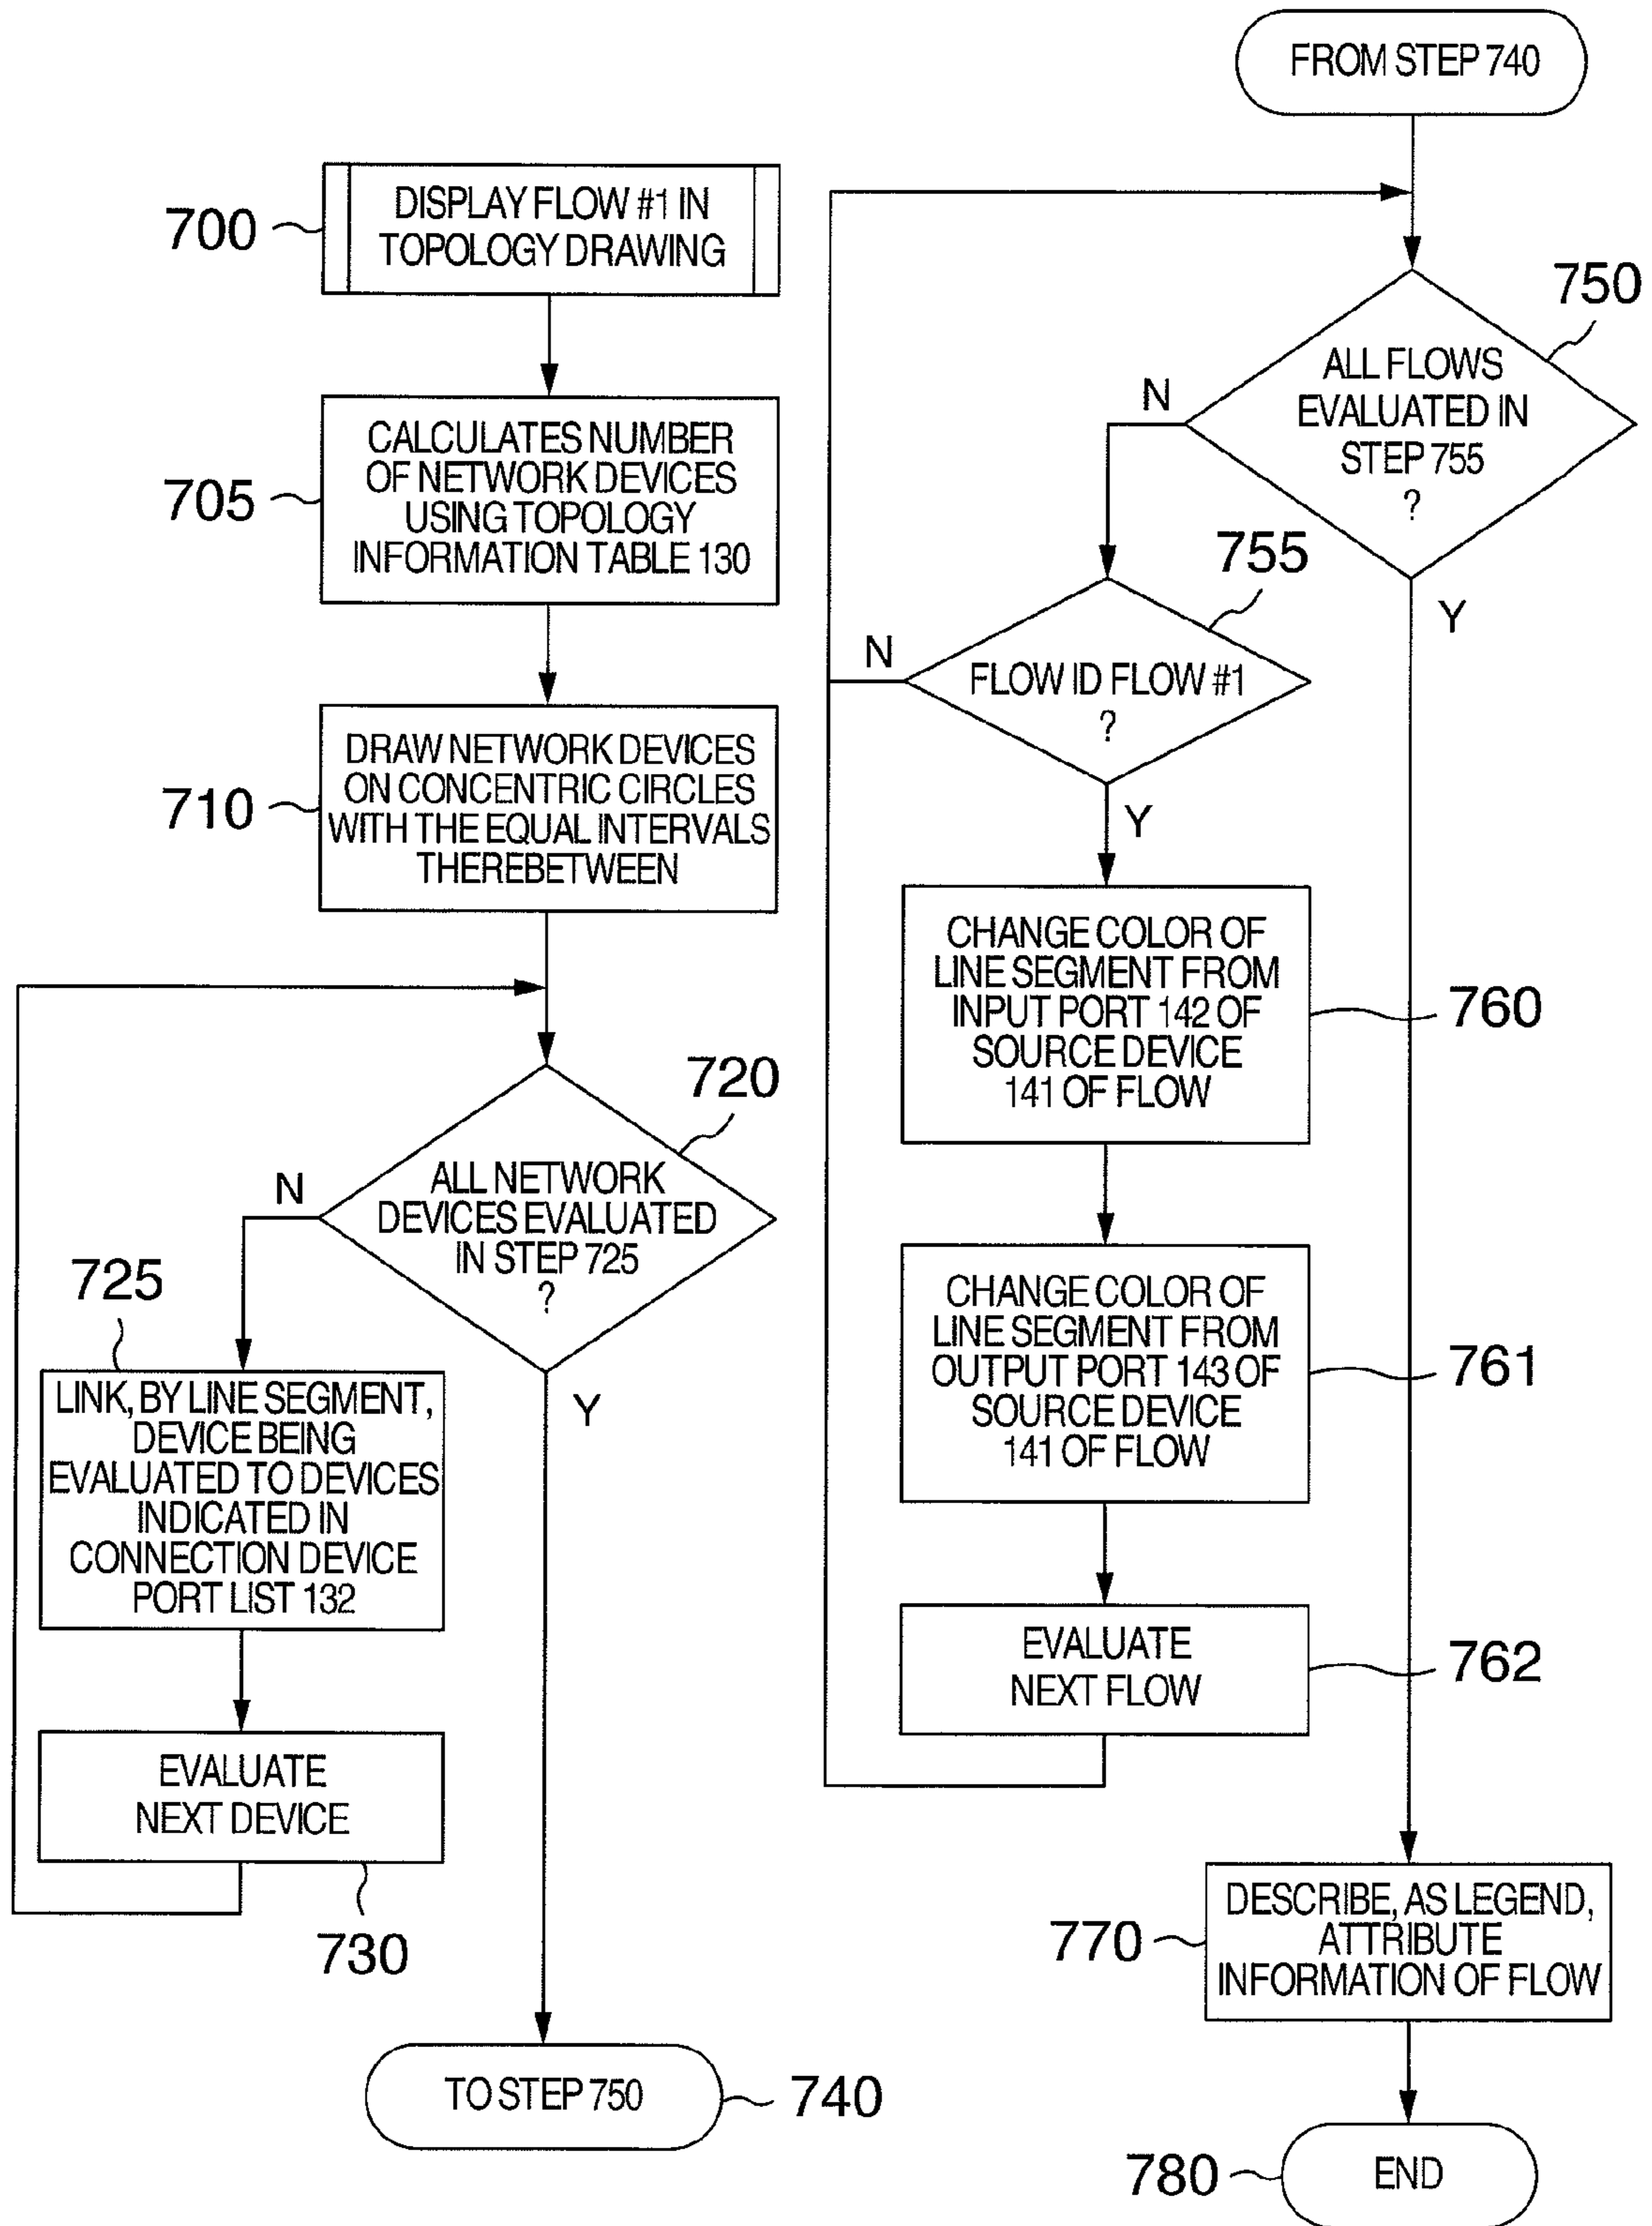 700
DISPLAY FLOW #1 IN
TOPOLOGY DRAWING
705
CALCULATES NUMBER
OF NETWORK DEVICES
USING TOPOLOGY
INFORMATION TABLE 130
710
DRAW NETWORK DEVICES
ON CONCENTRIC CIRCLES
WITH THE EQUAL INTERVALS
THEREBETWEEN
720
ALL NETWORK
DEVICES EVALUATED
IN STEP 725
?
N
Y
725
LINK, BY LINE SEGMENT,
DEVICE BEING
EVALUATED TO DEVICES
INDICATED IN
CONNECTION DEVICE
PORT LIST 132
EVALUATE
NEXT DEVICE
730
TO STEP 750
740
FROM STEP 740
750
ALL FLOWS
EVALUATED IN
STEP 755
?
N
Y
755
FLOW ID FLOW #1
?
N
Y
CHANGE COLOR OF
LINE SEGMENT FROM
INPUT PORT 142 OF
SOURCE DEVICE
141 OF FLOW
760
CHANGE COLOR OF
LINE SEGMENT FROM
OUTPUT PORT 143 OF
SOURCE DEVICE
141 OF FLOW
761
EVALUATE
NEXT FLOW
762
770
DESCRIBE, AS LEGEND,
ATTRIBUTE
INFORMATION OF FLOW
780
END